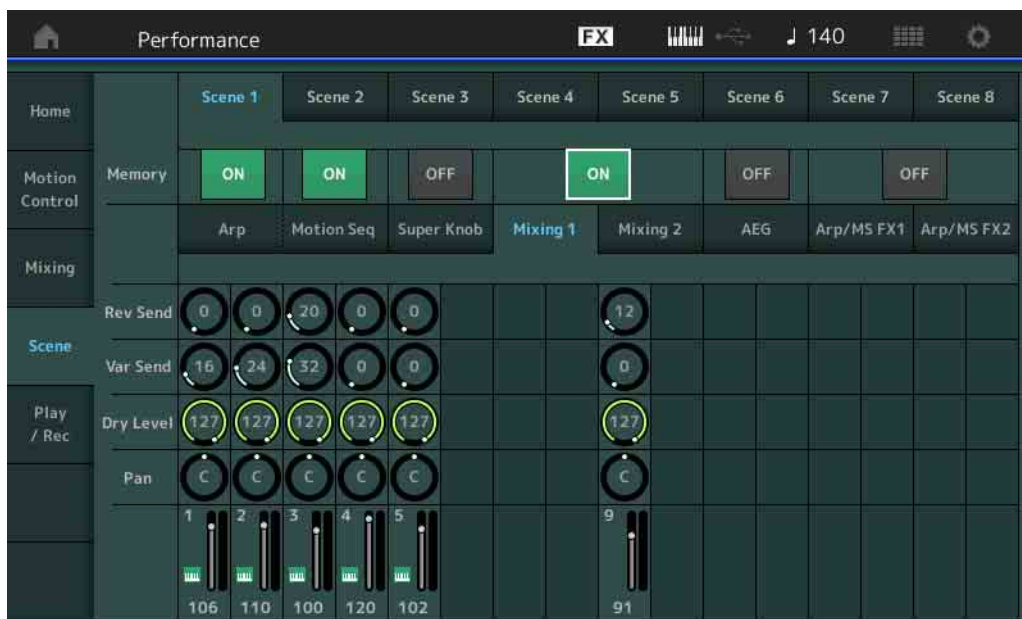 Performance FX 140
Scene 1 Scene 2 Scene 3 Scene 4 Scene 5 Scene 6 Scene 7 Scene 8
Home
Motion
Control
Mixing
Scene
Play
/ Rec
Memory ON ON OFF ON OFF OFF
Arp Motion Seq Super Knob Mixing 1 Mixing 2 AEG Arp/MS FX1 Arp/MS FX2
Rev Send 0 0 20 0 0 12
Var Send 16 24 32 0 0 0
Dry Level 127 127 127 127 127 127
Pan C C C C C C
1 2 3 4 5 9
106 110 100 120 102 91